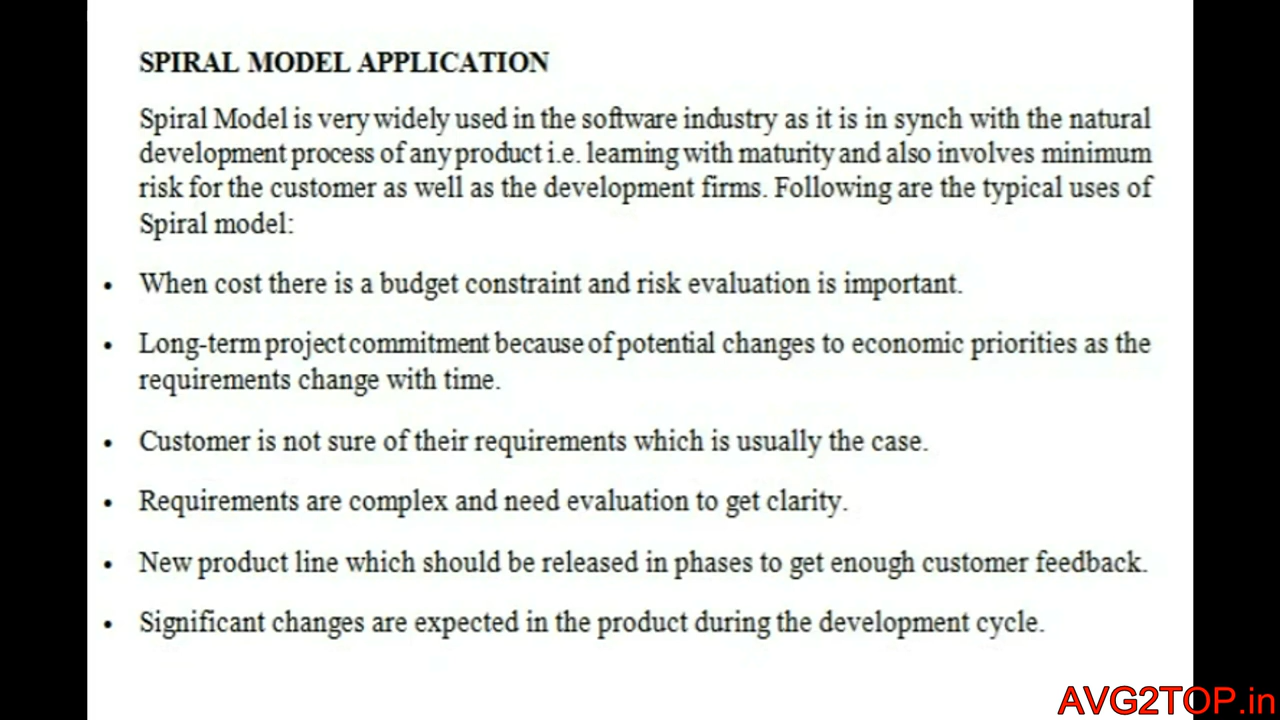 SPIRAL MODEL APPLICATION
Spiral Model is very widely used in the software industry as it is in synch with the natural
development process of any product i.e. learning with maturity and also involves minimum
risk for the customer as well as the development firms. Following are the typical uses of
Spiral model:
• When cost there is a budget constraint and risk evaluation is important.
• Long-term project commitment because of potential changes to economic priorities as the
requirements change with time.
• Customer is not sure of their requirements which is usually the case.
• Requirements are complex and need evaluation to get clarity.
• New product line which should be released in phases to get enough customer feedback.
• Significant changes are expected in the product during the development cycle.
AVG2TOP.in